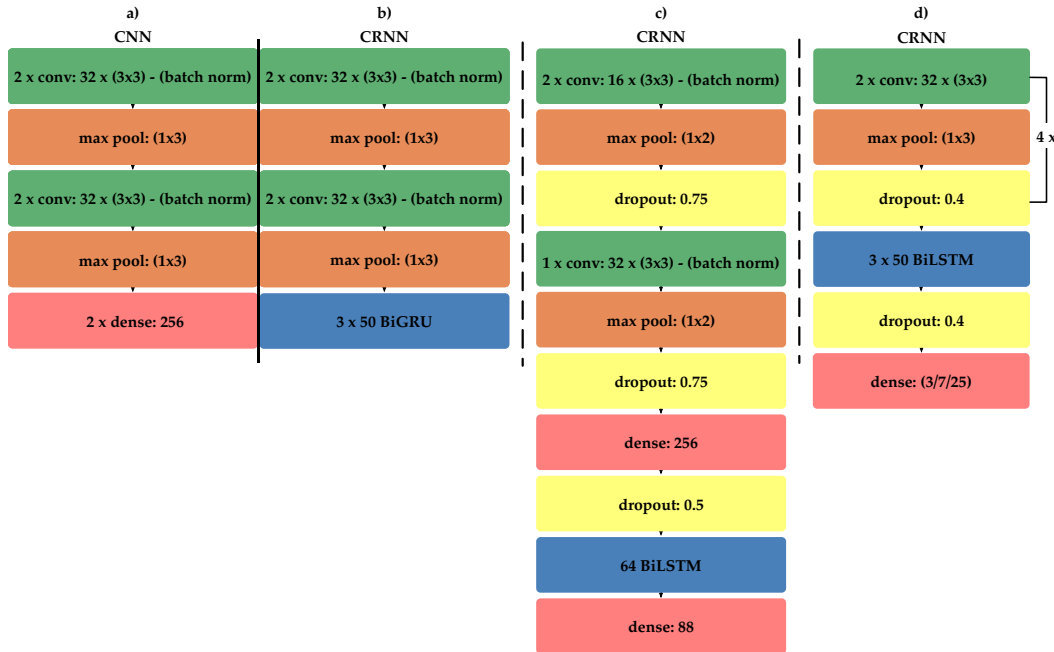 a)
CNN
2 x conv: 32 x (3x3) - (batch norm)
max pool: (1x3)
2 x conv: 32 x (3x3) - (batch norm)
max pool: (1x3)
2 x dense: 256
b)
CRNN
2 x conv: 32 x (3x3) - (batch norm)
max pool: (1x3)
2 x conv: 32 x (3x3) - (batch norm)
max pool: (1x3)
3 x 50 BiGRU
c)
CRNN
2 x conv: 16 x (3x3) - (batch norm)
max pool: (1x2)
dropout: 0.75
1 x conv: 32 x (3x3) - (batch norm)
max pool: (1x2)
dropout: 0.75
dense: 256
dropout: 0.5
64 BiLSTM
dense: 88
d)
CRNN
2 x conv: 32 x (3x3)
max pool: (1x3)
dropout: 0.4
4 x
3 x 50 BiLSTM
dropout: 0.4
dense: (3/7/25)